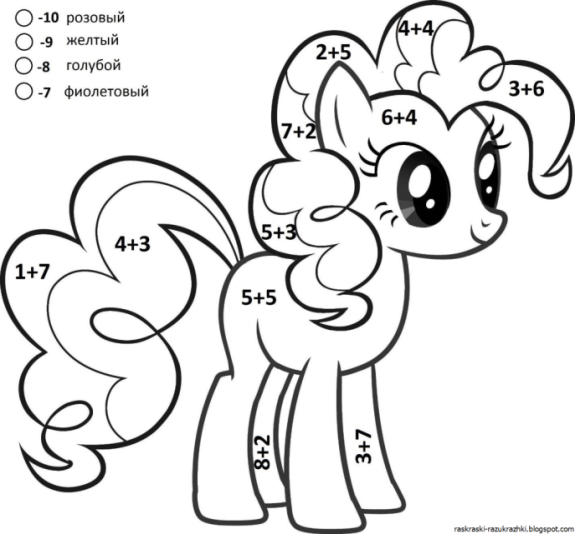 -10 розовый
-9 желтый
-8 голубой
-7 фиолетовый
4+4
2+5
3+6
6+4
7+2
5+3
4+3
1+7
5+5
8+2
3+7
raskraski-razukrazhki.blogspot.com